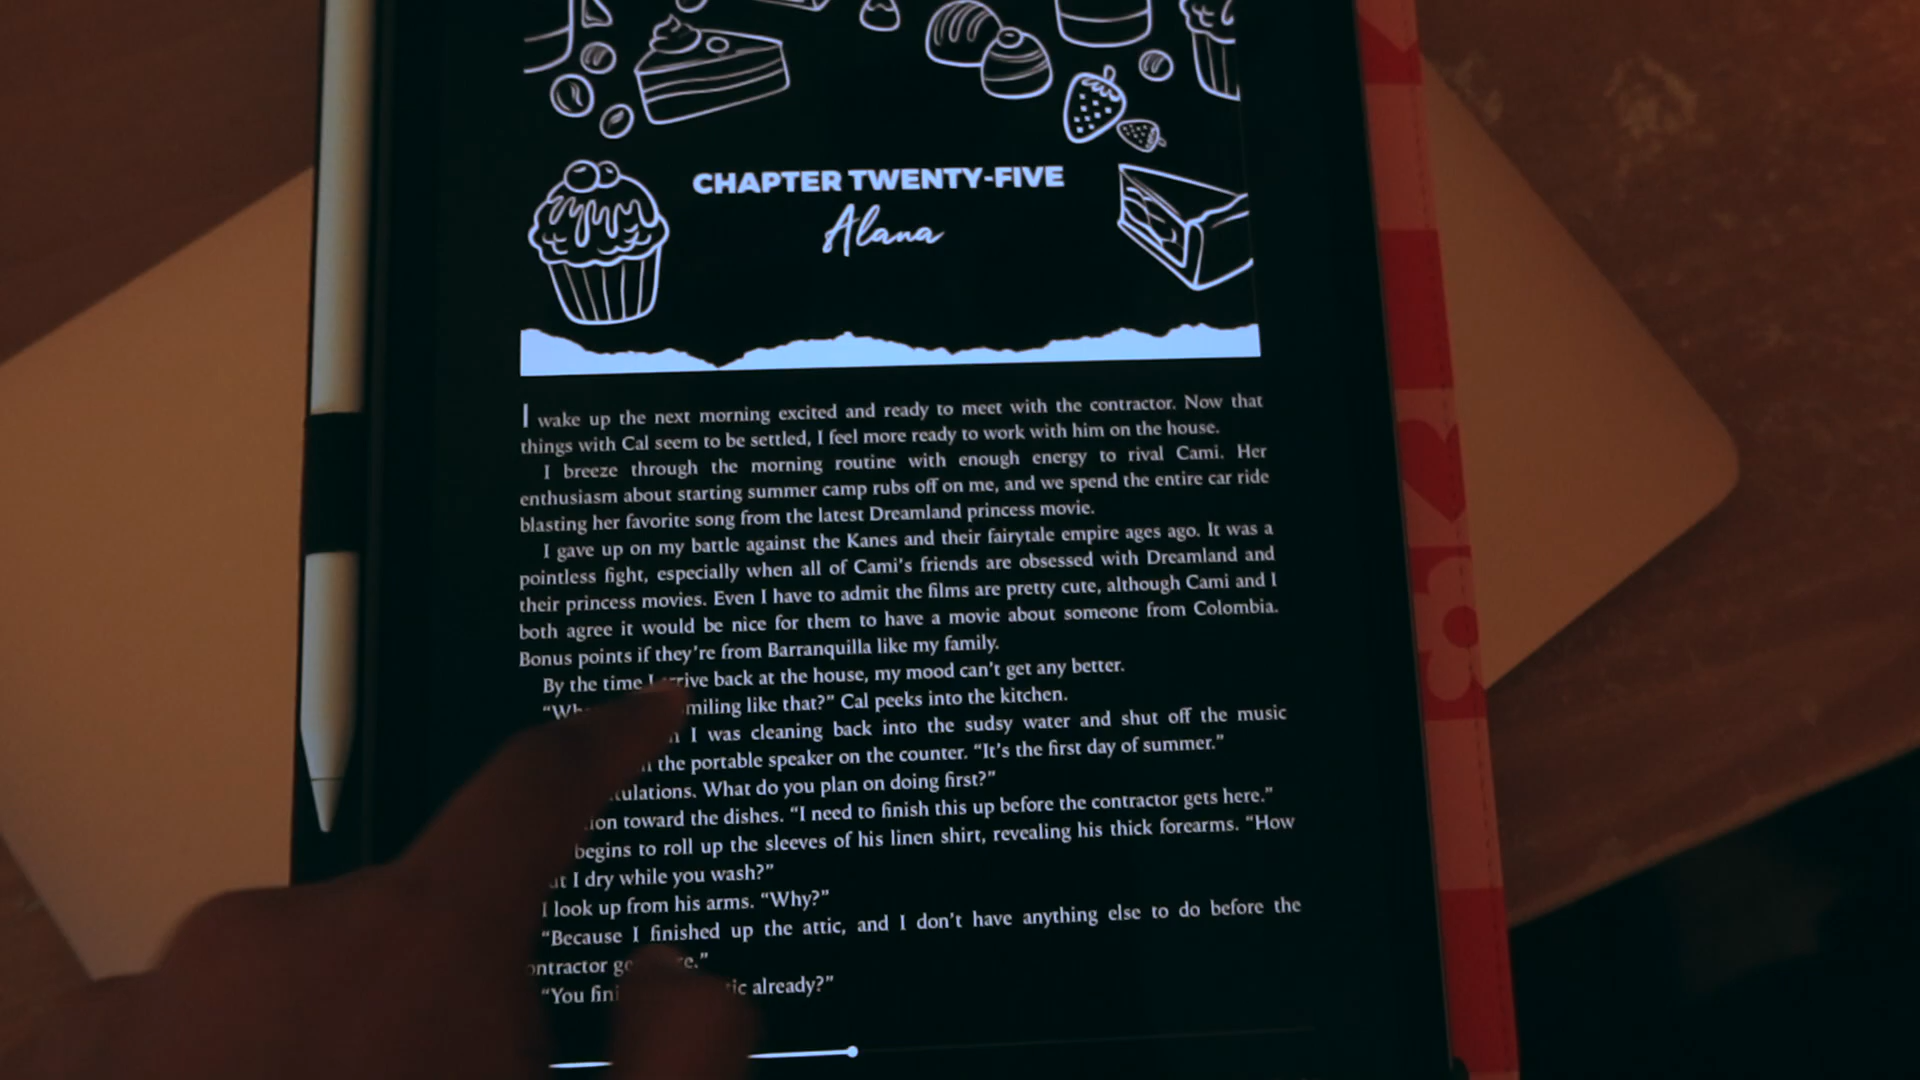 CHAPTER TWENTY-FIVE
Alana
I wake up the next morning excited and ready to meet with the contractor. Now that
things with Cal seem to be settled, I feel more ready to work with him on the house.
I breeze through the morning routine with enough energy to rival Cami. Her
enthusiasm about starting summer camp rubs off on me, and we spend the entire car ride
blasting her favorite song from the latest Dreamland princess movie.
I gave up on my battle against the Kanes and their fairytale empire ages ago. It was a
pointless fight, especially when all of Cami's friends are obsessed with Dreamland and
their princess movies. Even I have to admit the films are pretty cute, although Cami and I
both agree it would be nice for them to have a movie about someone from Colombia.
Bonus points if they're from Barranquilla like my family.
By the time I back at the house, my mood can't get any better.
like that?" Cal peeks into the kitchen.
I was cleaning back into the sudsy water and shut off the music
the portable speaker on the counter. "It's the first day of summer."
What do you plan on doing first?"
toward the dishes. "I need to finish this up before the contractor gets here."
begins to roll up the sleeves of his linen shirt, revealing his thick forearms. "How
I dry while you wash?"
I look up from his arms. "Why?"
"Because I finished up the attic, and I don't have anything else to do before the
"You already?"